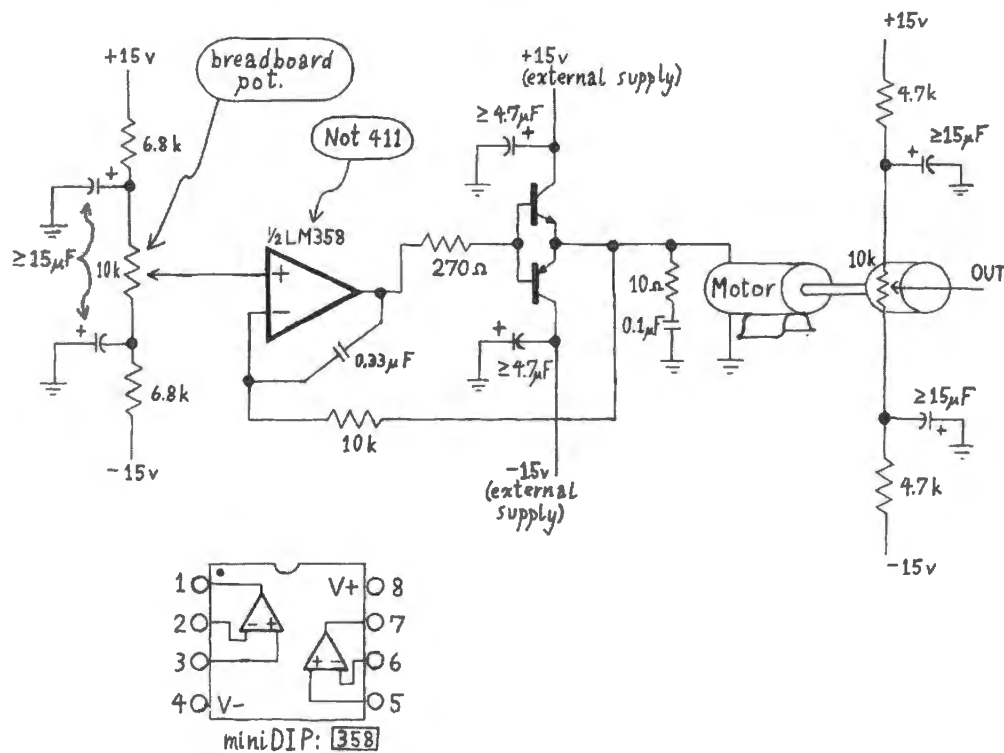 +15v
breadboard
pot.
6.8k
+
≥15µF
10k
+
6.8k
-15v
Not 411
½LM358
+
−
0.33µF
10k
270Ω
+15v
(external supply)
≥4.7µF
+
+
≥4.7µF
-15v
(external
supply)
10Ω
0.1µF
Motor
+15v
4.7k
≥15µF
+
10k
OUT
≥15µF
+
4.7k
-15v
1
2
3
4
V-
- +
V+
8
7
6
5
+ -
miniDIP: 358